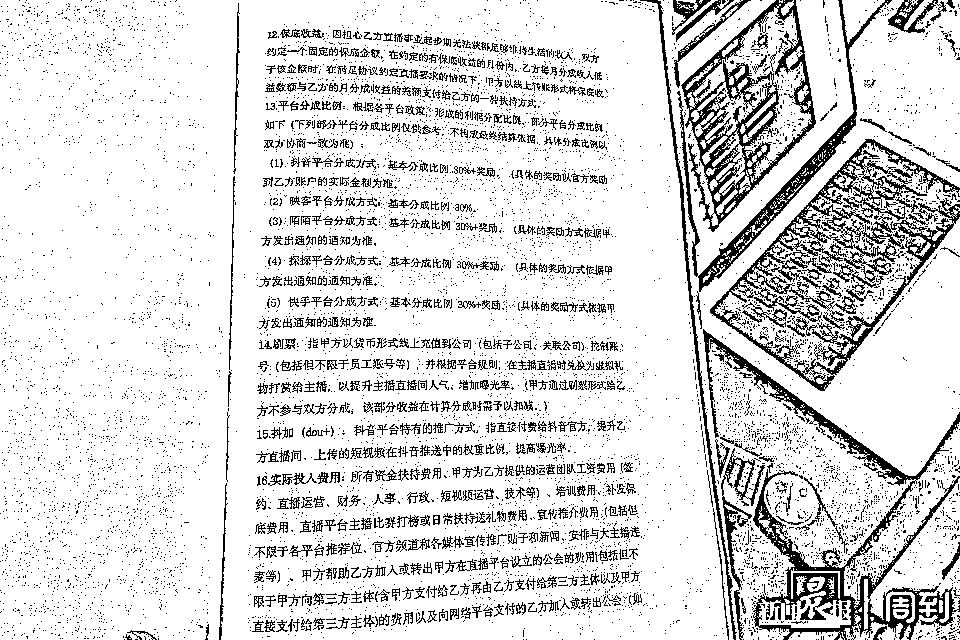 12.保底收益：因担心乙方直播事业起步期无法获得足够维持生活的收入，双方
约定一个固定的保底金额，在约定的有保底收益的月份内，乙方每月分成收入低
于该金额时，在满足协议约定直播要求的情况下，甲方以线上转账形式将保底收
益数额与乙方的月分成收益的差额支付给乙方的一种扶持方式。
13.平台分成比例：根据各平台政策，形成的利润分配比例，部分平台分成比例
如下（下列部分平台分成比例仅供参考，不构成最终结算依据，具体分成比例以
双方协商一致为准）：
（1）抖音平台分成方式：基本分成比例 30%+奖励。（具体的奖励以官方奖励
到乙方账户的实际金额为准。
（2）映客平台分成方式：基本分成比例 30%。
（3）陌陌平台分成方式：基本分成比例 30%+奖励。（具体的奖励方式依据甲
方发出通知的通知为准。
（4）探探平台分成方式：基本分成比例 30%+奖励。（具体的奖励方式依据甲
方发出通知的通知为准。
（5）快手平台分成方式：基本分成比例 30%+奖励。（具体的奖励方式依据甲
方发出通知的通知为准。
14.刷票：指甲方以货币形式线上充值到公司（包括子公司、关联公司）控制账
号（包括但不限于员工账号等），并根据平台规则，在主播直播时兑换为虚拟礼
物打赏给主播，以提升主播直播间人气、增加曝光率。（甲方通过刷票形式给乙
方不参与双方分成，该部分收益在计算分成时需予以扣减。）
15.抖加（dou+）：抖音平台特有的推广方式，指直接付费给抖音官方，提升乙
方直播间、上传的短视频在抖音推送中的权重比例，提高曝光率。
16.实际投入费用：所有资金扶持费用、甲方为乙方提供的运营团队工资费用（签
约、直播运营、财务、人事、行政、短视频运营、技术等）、培训费用、补发保
底费用、直播平台主播比赛打榜或日常扶持送礼物费用、宣传推介费用（包括但
不限于各平台推荐位、官方频道和各媒体宣传推广贴子和新闻、安排与大主播连
麦等）、甲方帮助乙方加入或转出甲方在直播平台设立的公会的费用（包括但不
限于甲方向第三方主体（含甲方支付给乙方再由乙方支付给第三方主体以及甲方
直接支付给第三方主体）的费用以及向网络平台支付的乙方加入或转出公会（如
新闻晨报 | 周到